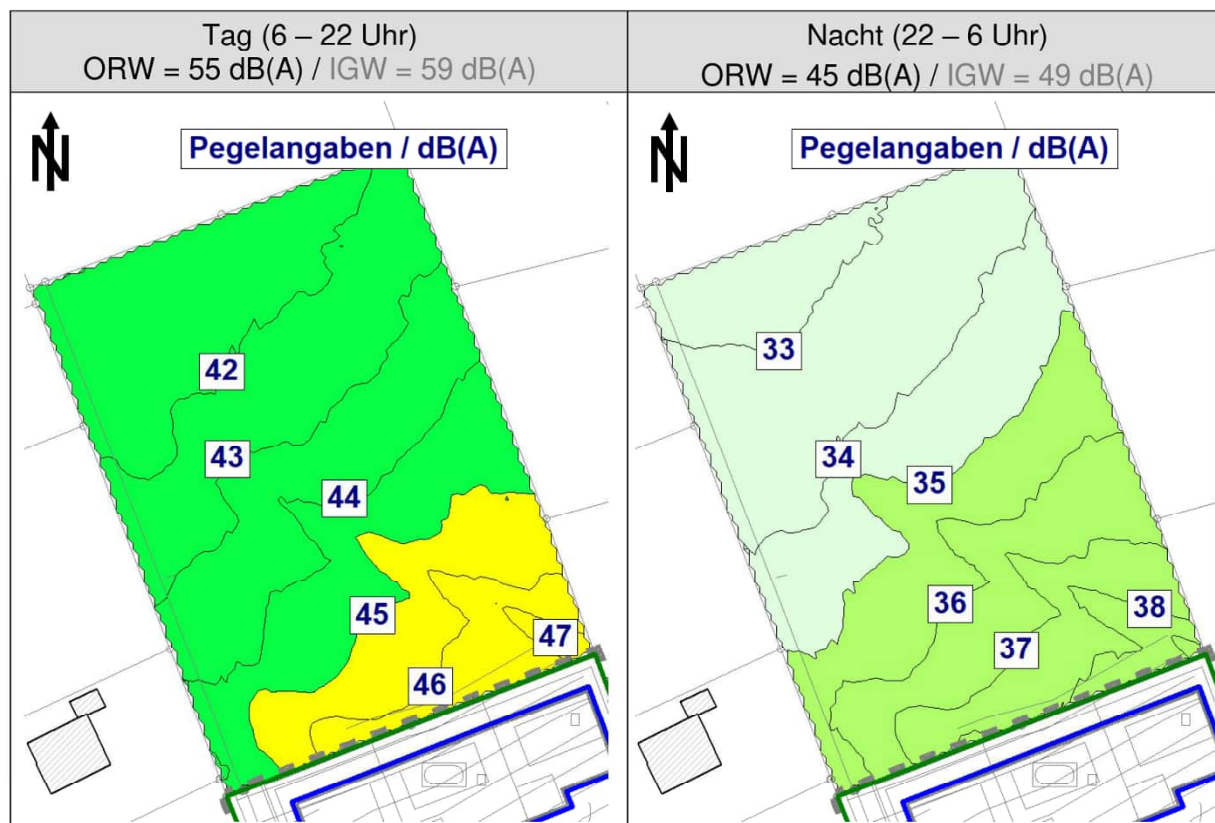 Tag (6 – 22 Uhr)
ORW = 55 dB(A) / IGW = 59 dB(A)
Nacht (22 – 6 Uhr)
ORW = 45 dB(A) / IGW = 49 dB(A)
N
Pegelangaben / dB(A)
42
43
44
45
46
47
N
Pegelangaben / dB(A)
33
34
35
36
37
38